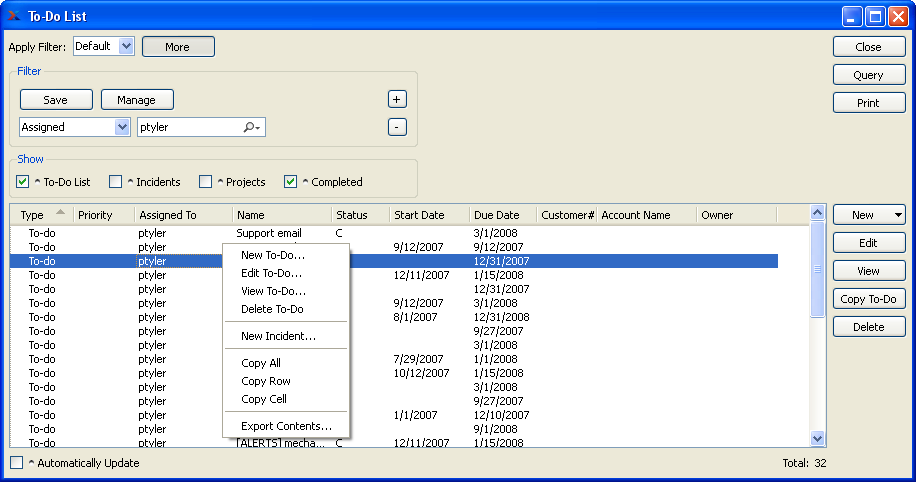 To-Do List
Apply Filter: Default More Close
Filter Query
Save Manage + Print
Assigned ptyler -
Show
^ To-Do List ^ Incidents ^ Projects ^ Completed
Type Priority Assigned To Name Status Start Date Due Date Customer# Account Name Owner New
To-do ptyler Support email C 3/1/2008
To-do ptyler 9/12/2007 9/12/2007
To-do ptyler 12/31/2007
To-do ptyler 12/11/2007 1/15/2008
To-do ptyler 12/31/2007
To-do ptyler 9/12/2007 3/1/2008
To-do ptyler 8/1/2007 12/31/2008
To-do ptyler 9/27/2007
To-do ptyler 3/1/2008
To-do ptyler 7/29/2007 1/1/2008
To-do ptyler 10/12/2007 1/15/2008
To-do ptyler 3/1/2008
To-do ptyler 9/27/2007
To-do ptyler 1/1/2007 12/10/2007
To-do ptyler 9/1/2008
To-do ptyler [ALERTS] mecha... C 12/11/2007 1/15/2008
New To-Do...
Edit To-Do...
View To-Do...
Delete To-Do
New Incident...
Copy All
Copy Row
Copy Cell
Export Contents...
Edit
View
Copy To-Do
Delete
^ Automatically Update Total: 32